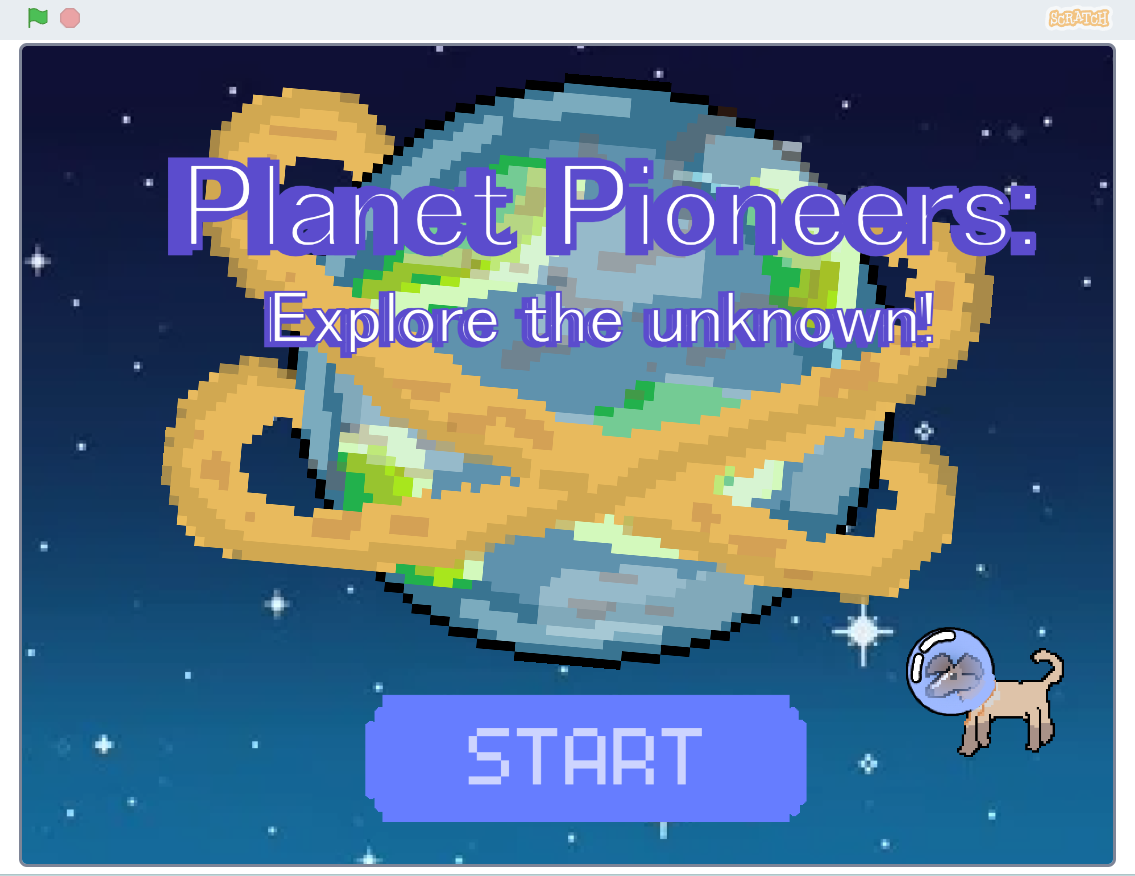 SCRATCH
Planet Pioneers:
Explore the unknown!
START